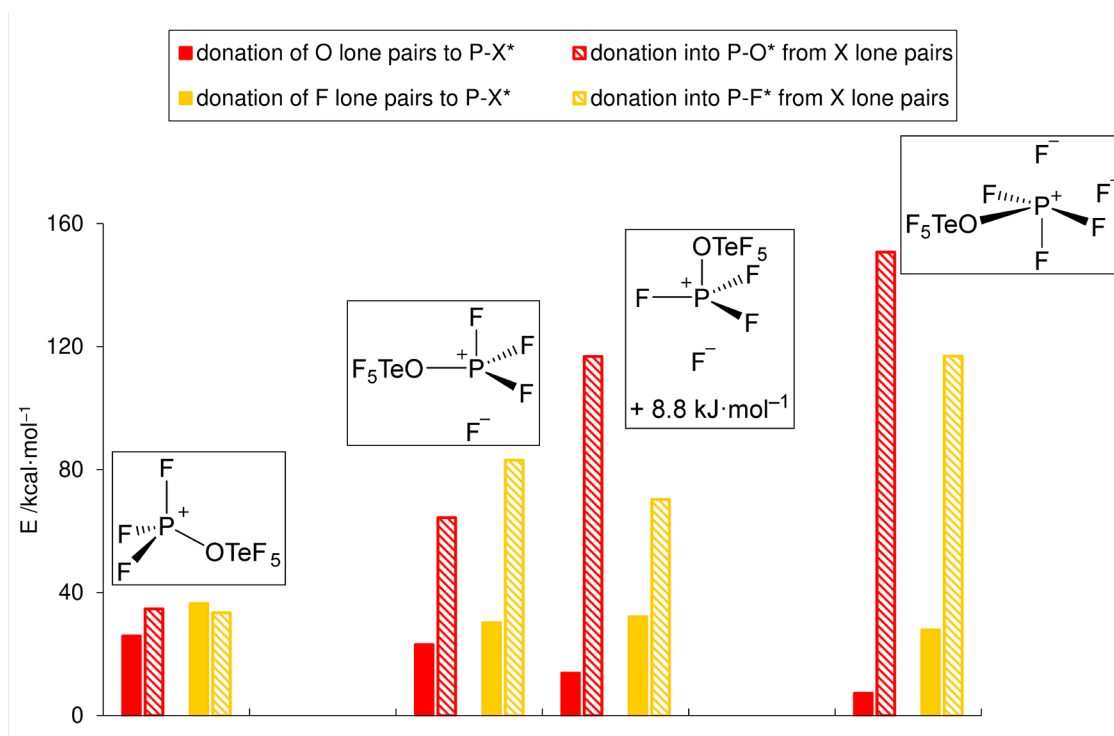 donation of O lone pairs to P-X* donation into P-O* from X lone pairs
donation of F lone pairs to P-X* donation into P-F* from X lone pairs
E /kcal·mol⁻¹
160
120
80
40
0
F
F P⁺
F OTeF₅
F
F₅TeO P⁺ F
F
F⁻
OTeF₅
F P⁺ F
F
F⁻
+ 8.8 kJ·mol⁻¹
F⁻
F P⁺ F⁻
F₅TeO F
F